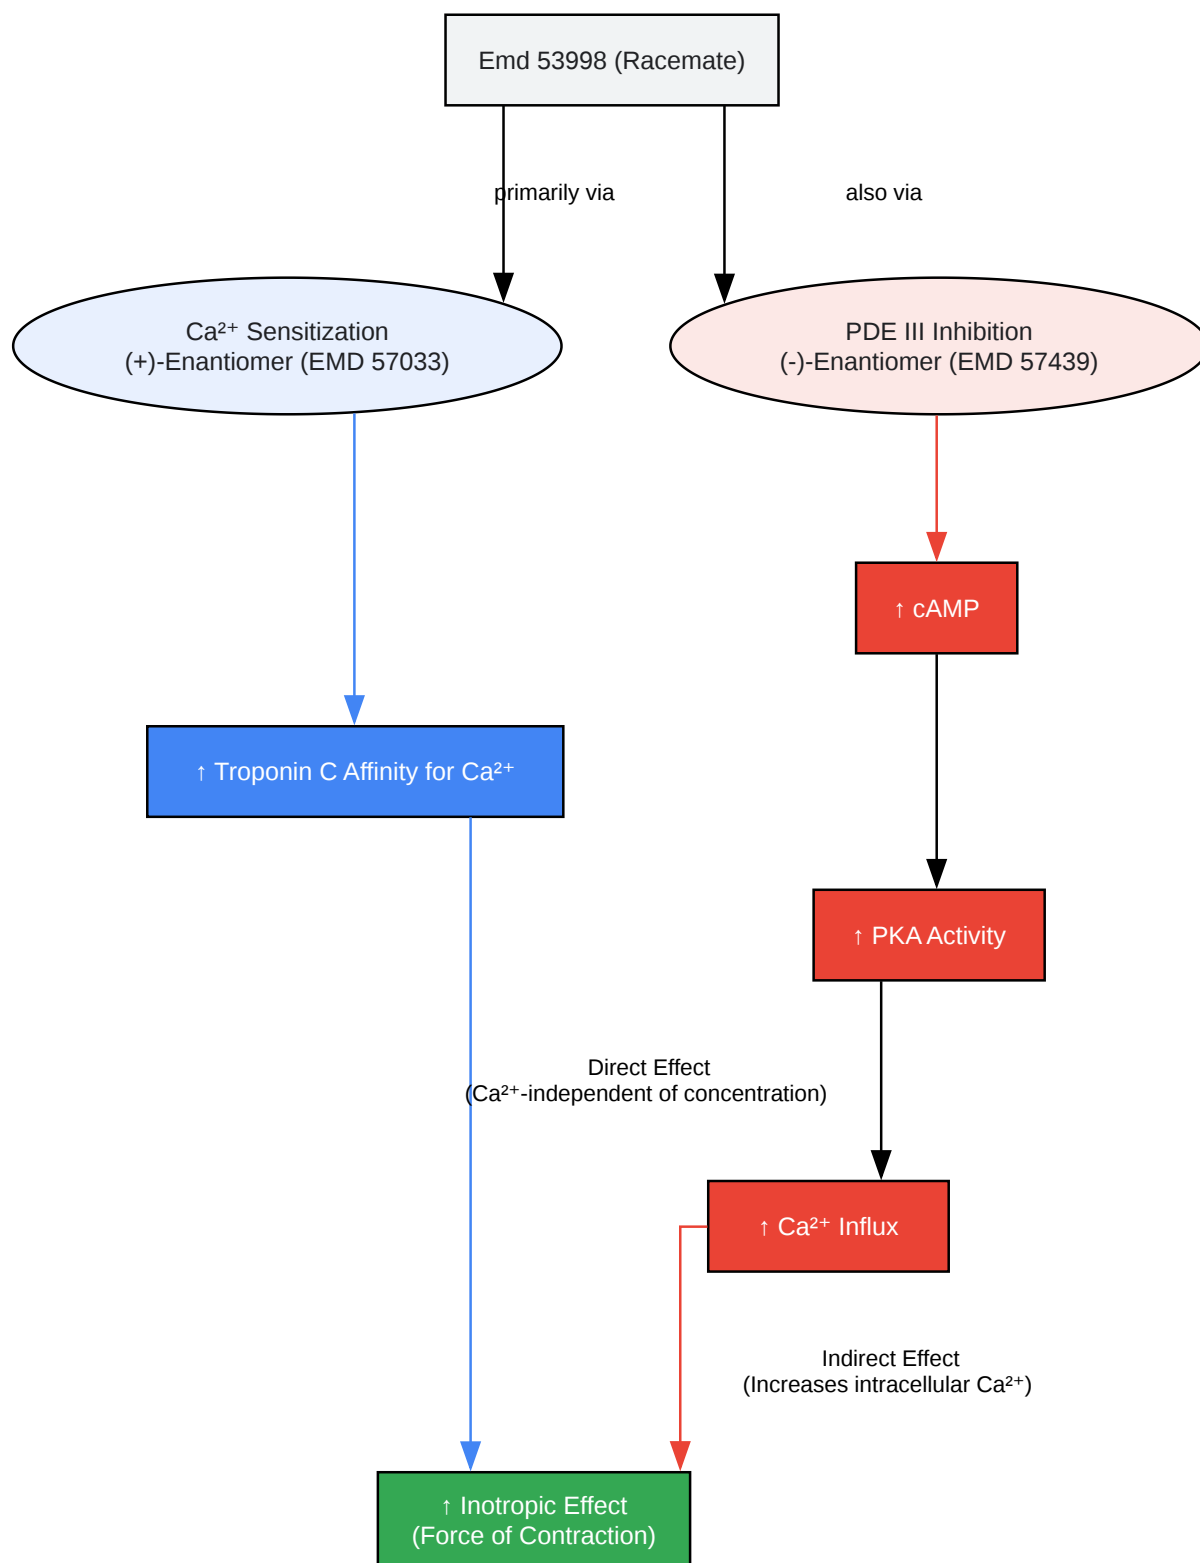 Emd 53998 (Racemate)
primarily via
also via
Ca²⁺ Sensitization
(+)-Enantiomer (EMD 57033)
PDE III Inhibition
(-)-Enantiomer (EMD 57439)
↑ cAMP
↑ Troponin C Affinity for Ca²⁺
↑ PKA Activity
Direct Effect
(Ca²⁺-independent of concentration)
↑ Ca²⁺ Influx
Indirect Effect
(Increases intracellular Ca²⁺)
↑ Inotropic Effect
(Force of Contraction)